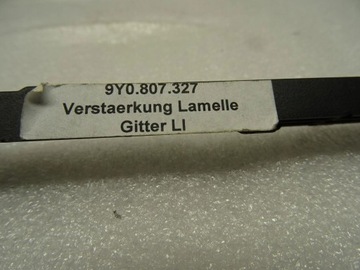 9Y0.807.327
Verstaerkung Lamelle
Gitter LI